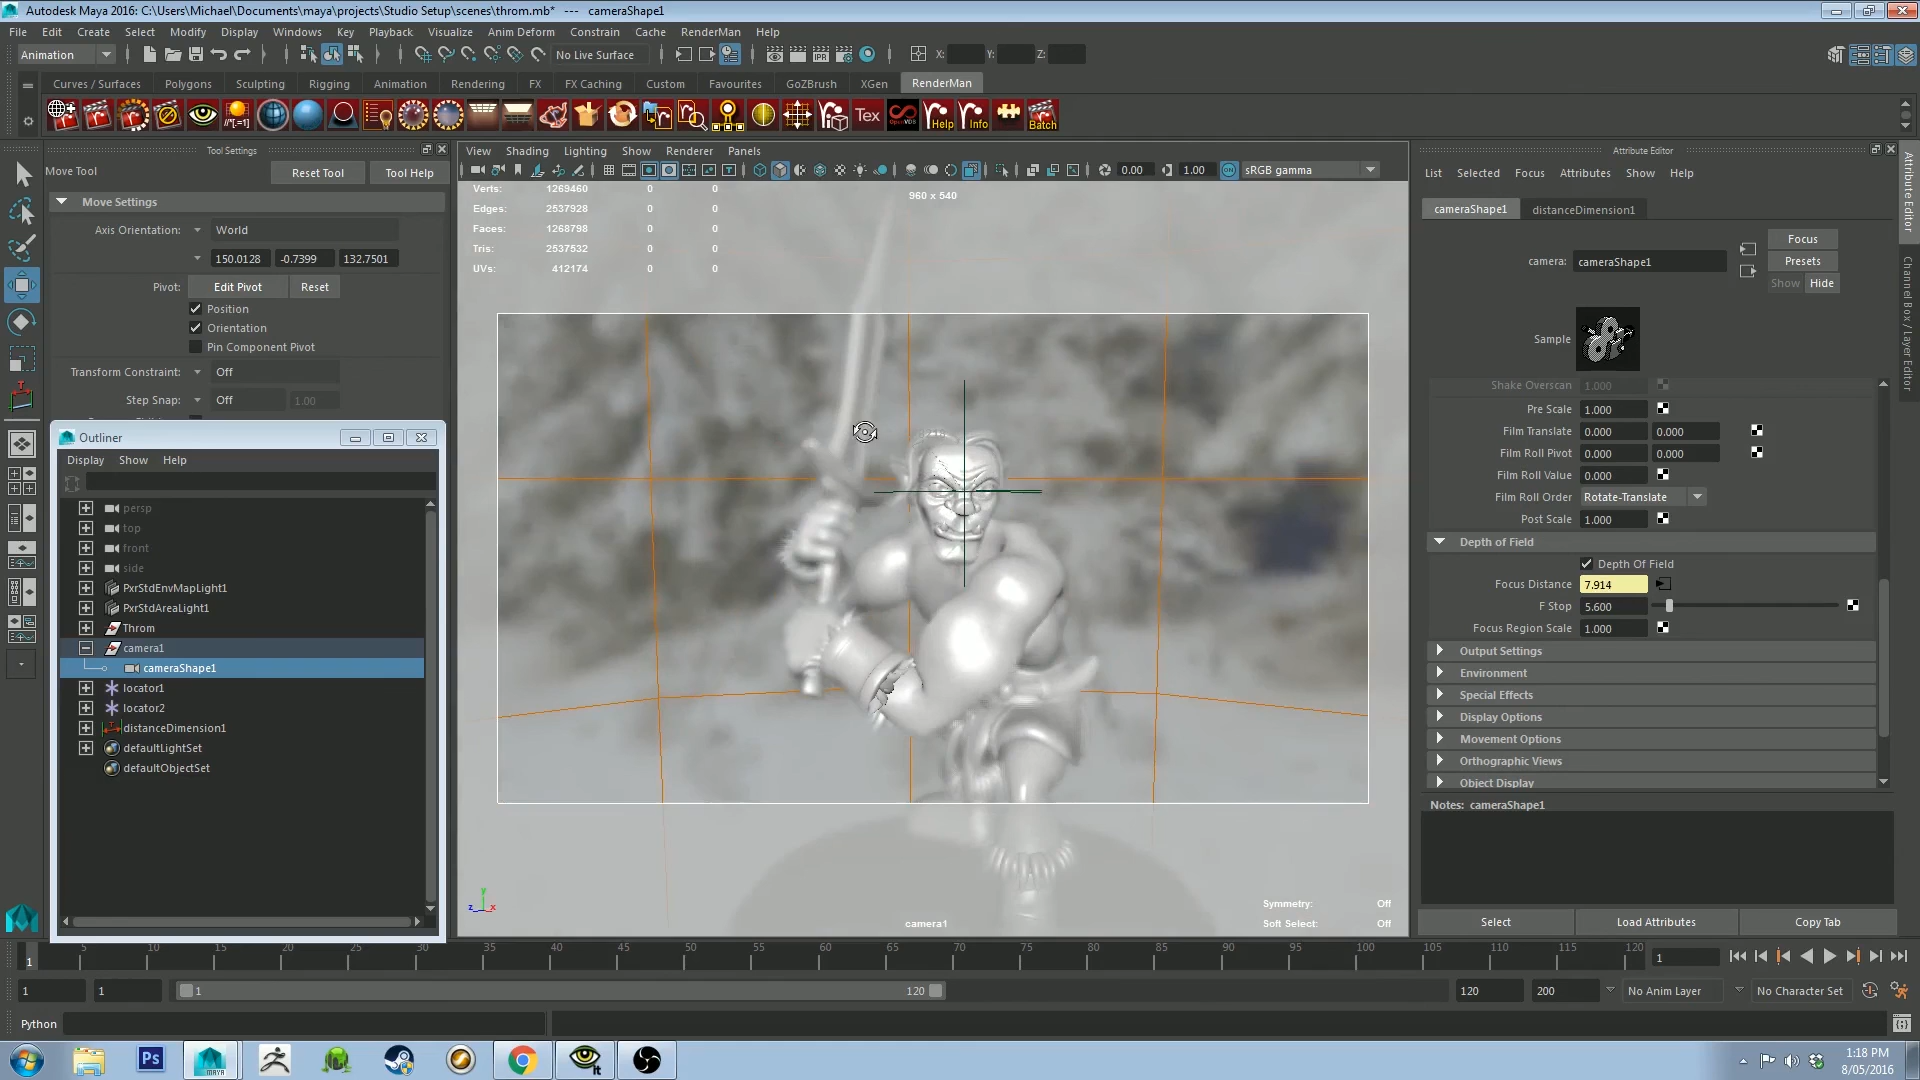 Autodesk Maya 2016: C:\Users\Michael\Documents\maya\projects\Studio Setup\scenes\throm.mb* --- cameraShape1
File Edit Create Select Modify Display Windows Key Playback Visualize Anim Deform Constrain Cache RenderMan Help
Animation No Live Surface X: Y: Z:
Curves / Surfaces Polygons Sculpting Rigging Animation Rendering FX FX Caching Custom Favourites GoZBrush XGen RenderMan
Tex Help Info Batch
Tool Settings
Move Tool Reset Tool Tool Help
Move Settings
Axis Orientation: World
150.0128 -0.7399 132.7501
Pivot: Edit Pivot Reset
Position
Orientation
Pin Component Pivot
Transform Constraint: Off
Step Snap: Off 1.00
Outliner
Display Show Help
persp
top
front
side
PxrStdEnvMapLight1
PxrStdAreaLight1
Throm
camera1
cameraShape1
locator1
locator2
distanceDimension1
defaultLightSet
defaultObjectSet
View Shading Lighting Show Renderer Panels
0.00 1.00 sRGB gamma
Verts: 1269460 0 0
Edges: 2537928 0 0
Faces: 1268798 0 0
Tris: 2537532 0 0
UVs: 412174 0 0
960 x 540
y
z x
camera1
Symmetry: Off
Soft Select: Off
Attribute Editor
List Selected Focus Attributes Show Help
cameraShape1 distanceDimension1
camera: cameraShape1
Focus
Presets
Show Hide
Sample
Shake Overscan 1.000
Pre Scale 1.000
Film Translate 0.000 0.000
Film Roll Pivot 0.000 0.000
Film Roll Value 0.000
Film Roll Order Rotate-Translate
Post Scale 1.000
Depth of Field
Depth Of Field
Focus Distance 7.914
F Stop 5.600
Focus Region Scale 1.000
Output Settings
Environment
Special Effects
Display Options
Movement Options
Orthographic Views
Object Display
Notes: cameraShape1
Select Load Attributes Copy Tab
Attribute Editor
Channel Box / Layer Editor
1 5 10 15 20 25 30 35 40 45 50 55 60 65 70 75 80 85 90 95 100 105 110 115 120 1
1 1 1 120 120 200 No Anim Layer No Character Set
Python
Ps MAYA it
1:18 PM
8/05/2016